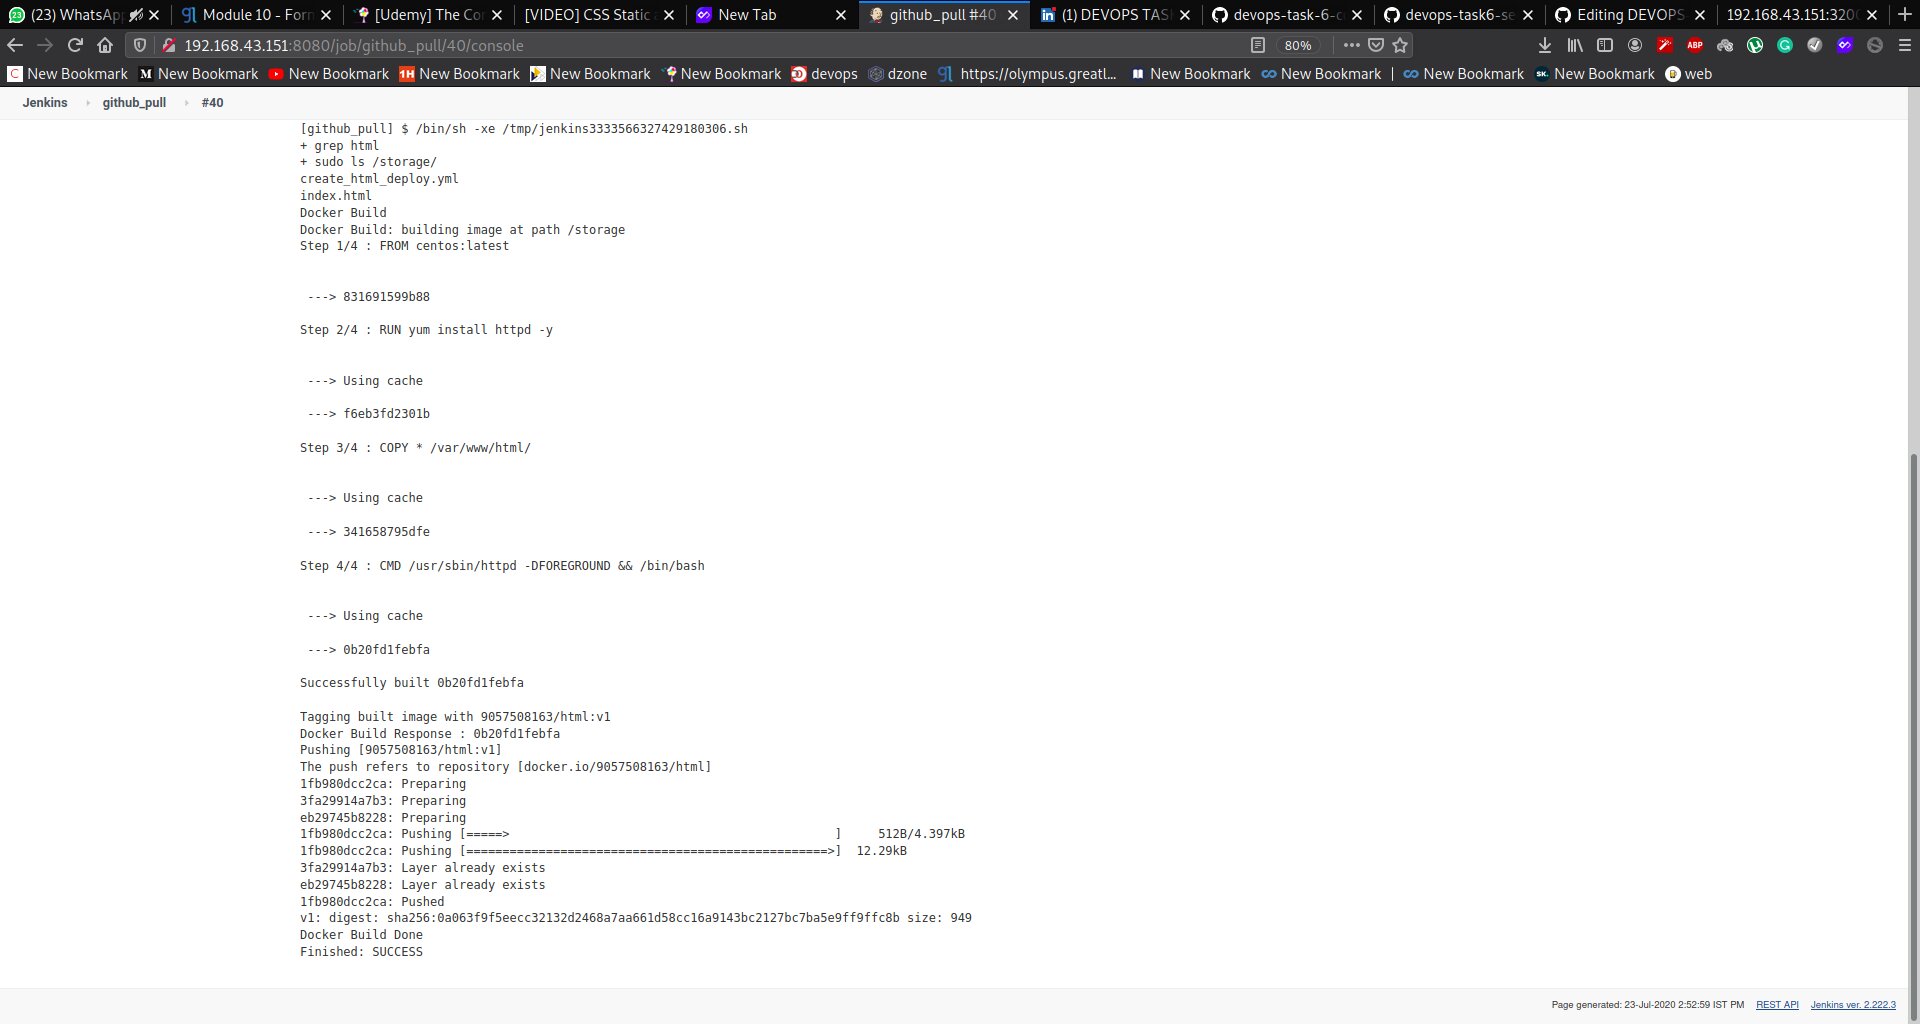 (23) WhatsApp
Module 10 - Forn
[Udemy] The Cor
[VIDEO] CSS Static a
New Tab
github_pull #40
(1) DEVOPS TAS
devops-task-6-c
devops-task6-se
Editing DEVOPS
192.168.43.151:320
192.168.43.151:8080/job/github_pull/40/console
80%
New Bookmark
New Bookmark
New Bookmark
New Bookmark
New Bookmark
New Bookmark
devops
dzone
https://olympus.greatl...
New Bookmark
New Bookmark
|
New Bookmark
New Bookmark
web
Jenkins
github_pull
#40
[github_pull] $ /bin/sh -xe /tmp/jenkins3333566327429180306.sh
+ grep html
+ sudo ls /storage/
create_html_deploy.yml
index.html
Docker Build
Docker Build: building image at path /storage
Step 1/4 : FROM centos:latest
---> 831691599b88
Step 2/4 : RUN yum install httpd -y
---> Using cache
---> f6eb3fd2301b
Step 3/4 : COPY * /var/www/html/
---> Using cache
---> 341658795dfe
Step 4/4 : CMD /usr/sbin/httpd -DFOREGROUND && /bin/bash
---> Using cache
---> 0b20fd1febfa
Successfully built 0b20fd1febfa
Tagging built image with 9057508163/html:v1
Docker Build Response : 0b20fd1febfa
Pushing [9057508163/html:v1]
The push refers to repository [docker.io/9057508163/html]
1fb980dcc2ca: Preparing
3fa29914a7b3: Preparing
eb29745b8228: Preparing
1fb980dcc2ca: Pushing [=====>                                             ]     512B/4.397kB
1fb980dcc2ca: Pushing [==================================================>]  12.29kB
3fa29914a7b3: Layer already exists
eb29745b8228: Layer already exists
1fb980dcc2ca: Pushed
v1: digest: sha256:0a063f9f5eecc32132d2468a7aa661d58cc16a9143bc2127bc7ba5e9ff9ffc8b size: 949
Docker Build Done
Finished: SUCCESS
Page generated: 23-Jul-2020 2:52:59 IST PM
REST API
Jenkins ver. 2.222.3